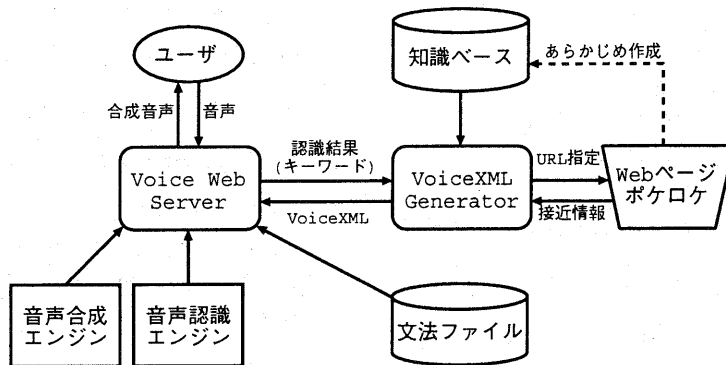 ユーザ
知識ベース
あらかじめ作成
合成音声
音声
認識結果
(キーワード)
URL指定
Voice Web
Server
VoiceXML
Generator
Webページ
ポケロケ
VoiceXML
接近情報
音声合成
エンジン
音声認識
エンジン
文法ファイル